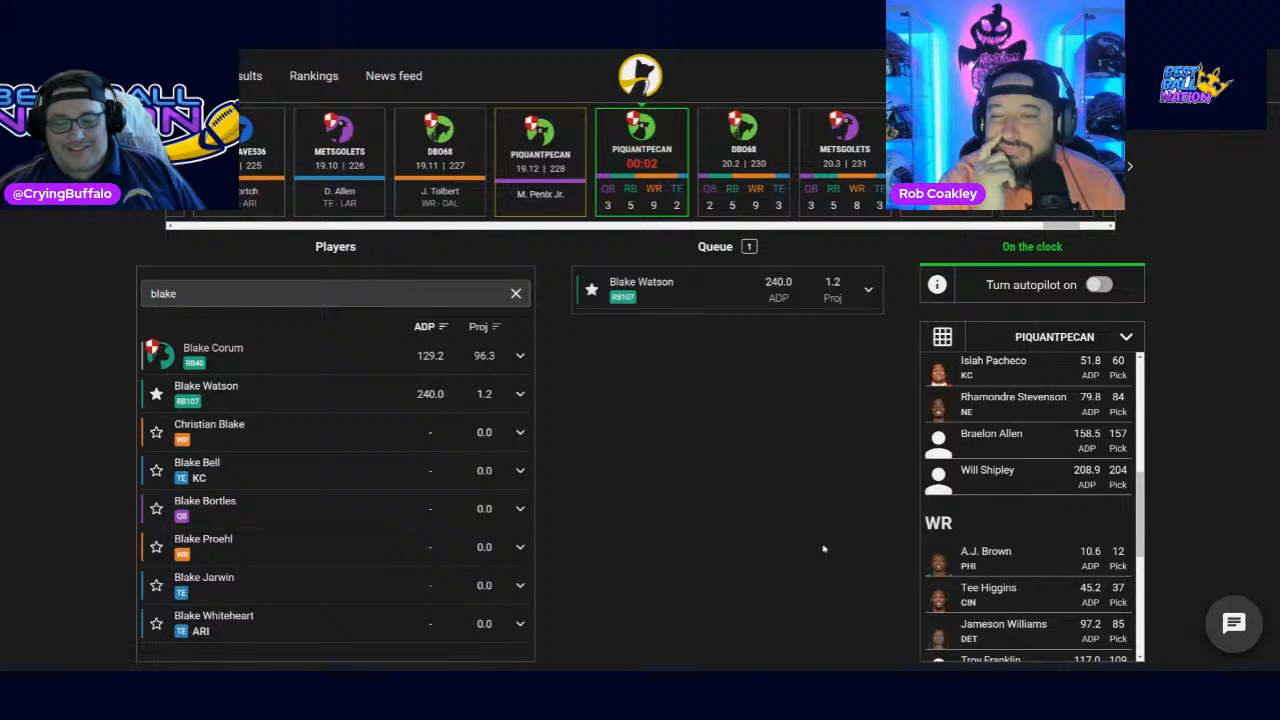 BEST BALL
NATION
@CryingBuffalo
Rob Coakley
BEST
BALL
NATION
sults
Rankings
News feed
225
ortch
- ARI
METSGOLETS
19.10 | 226
D. Allen
TE - LAR
DBO68
19.11 | 227
J. Tolbert
WR - DAL
PIQUANTPECAN
19.12 | 228
M. Penix Jr.
PIQUANTPECAN
00:02
QB RB WR TE
3 5 9 2
DBO68
20.2 | 230
QB RB WR TE
2 5 9 3
METSGOLETS
20.3 | 231
QB RB WR TE
3 5 8 3
Players
blake
ADP Proj
Blake Corum
RB40
129.2 96.3
Blake Watson
RB107
240.0 1.2
Christian Blake
WR
- 0.0
Blake Bell
TE KC
- 0.0
Blake Bortles
QB
- 0.0
Blake Proehl
WR
- 0.0
Blake Jarwin
TE
- 0.0
Blake Whiteheart
TE ARI
- 0.0
Queue 1
Blake Watson
RB107
240.0 1.2
ADP Proj
On the clock
Turn autopilot on
PIQUANTPECAN
Isiah Pacheco 51.8 60
KC ADP Pick
Rhamondre Stevenson 79.8 84
NE ADP Pick
Braelon Allen 158.5 157
ADP Pick
Will Shipley 208.9 204
ADP Pick
WR
A.J. Brown 10.6 12
PHI ADP Pick
Tee Higgins 45.2 37
CIN ADP Pick
Jameson Williams 97.2 85
DET ADP Pick
Troy Franklin 117.0 109